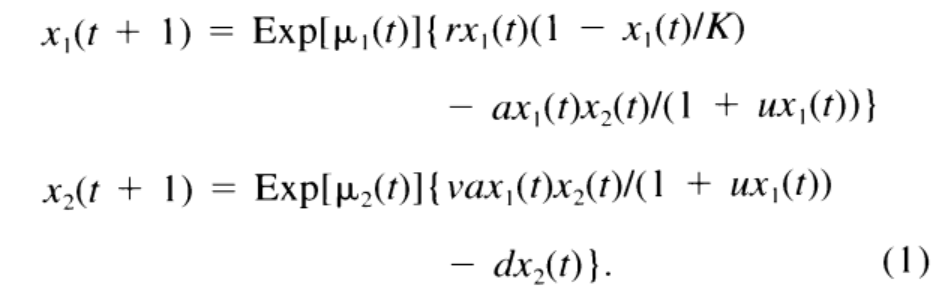 x₁(t + 1) = Exp[μ₁(t)]{rx₁(t)(1 − x₁(t)/K)
− ax₁(t)x₂(t)/(1 + ux₁(t))}
x₂(t + 1) = Exp[μ₂(t)]{vax₁(t)x₂(t)/(1 + ux₁(t))
− dx₂(t)}. (1)